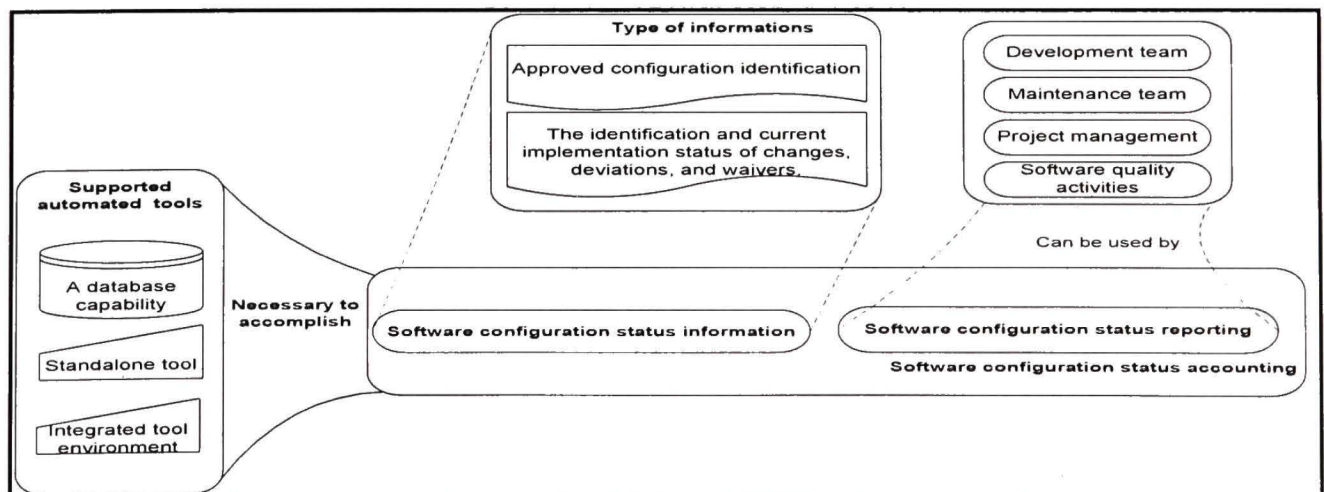 Type of informations
Approved configuration identification
The identification and current
implementation status of changes,
deviations, and waivers.
Development team
Maintenance team
Project management
Software quality
activities
Can be used by
Supported
automated tools
A database
capability
Standalone tool
Integrated tool
environment
Necessary to
accomplish
Software configuration status information
Software configuration status reporting
Software configuration status accounting